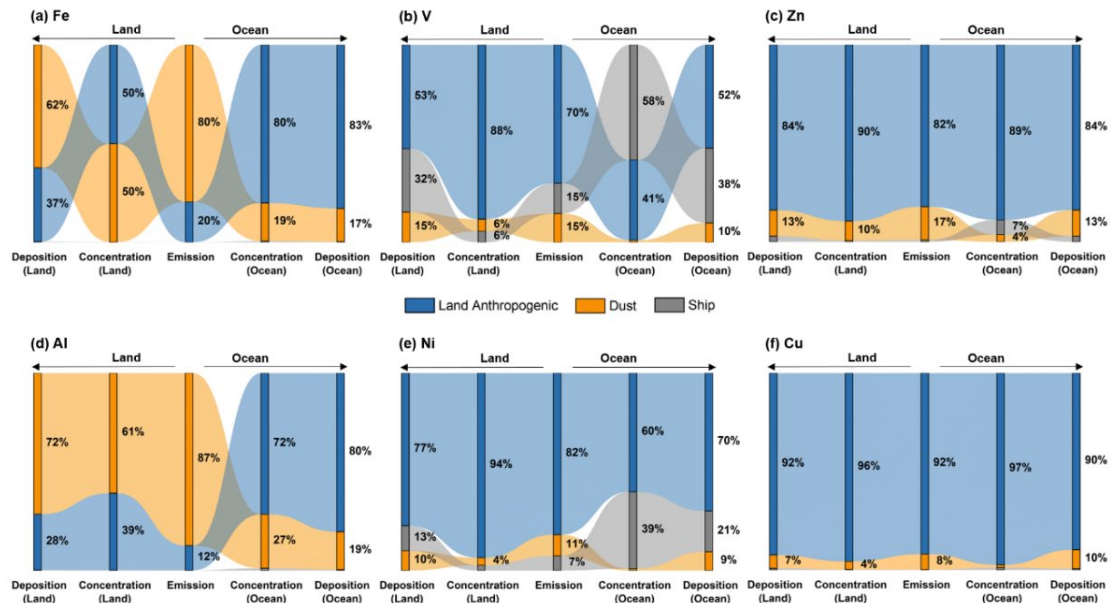 (a) Fe
Land
Ocean
62%
37%
50%
50%
80%
20%
80%
19%
83%
17%
Deposition (Land)
Concentration (Land)
Emission
Concentration (Ocean)
Deposition (Ocean)
(b) V
Land
Ocean
53%
32%
15%
88%
6%
6%
70%
15%
15%
58%
41%
52%
38%
10%
Deposition (Land)
Concentration (Land)
Emission
Concentration (Ocean)
Deposition (Ocean)
(c) Zn
Land
Ocean
84%
13%
90%
10%
82%
17%
89%
7%
4%
84%
13%
Deposition (Land)
Concentration (Land)
Emission
Concentration (Ocean)
Deposition (Ocean)
Land Anthropogenic
Dust
Ship
(d) Al
Land
Ocean
72%
28%
61%
39%
87%
12%
72%
27%
80%
19%
Deposition (Land)
Concentration (Land)
Emission
Concentration (Ocean)
Deposition (Ocean)
(e) Ni
Land
Ocean
77%
13%
10%
94%
4%
82%
11%
7%
60%
39%
70%
21%
9%
Deposition (Land)
Concentration (Land)
Emission
Concentration (Ocean)
Deposition (Ocean)
(f) Cu
Land
Ocean
92%
7%
96%
4%
92%
8%
97%
90%
10%
Deposition (Land)
Concentration (Land)
Emission
Concentration (Ocean)
Deposition (Ocean)